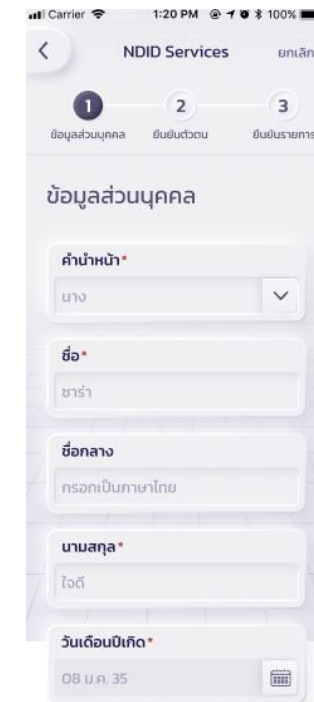 Carrier 1:20 PM 100%
NDID Services ยกเลิก
1 2 3
ข้อมูลส่วนบุคคล ยืนยันตัวตน ยืนยันรายการ
ข้อมูลส่วนบุคคล
คำนำหน้า*
นาง
ชื่อ*
ซาร่า
ชื่อกลาง
กรอกเป็นภาษาไทย
นามสกุล*
ใจดี
วันเดือนปีเกิด*
08 ม.ค. 35